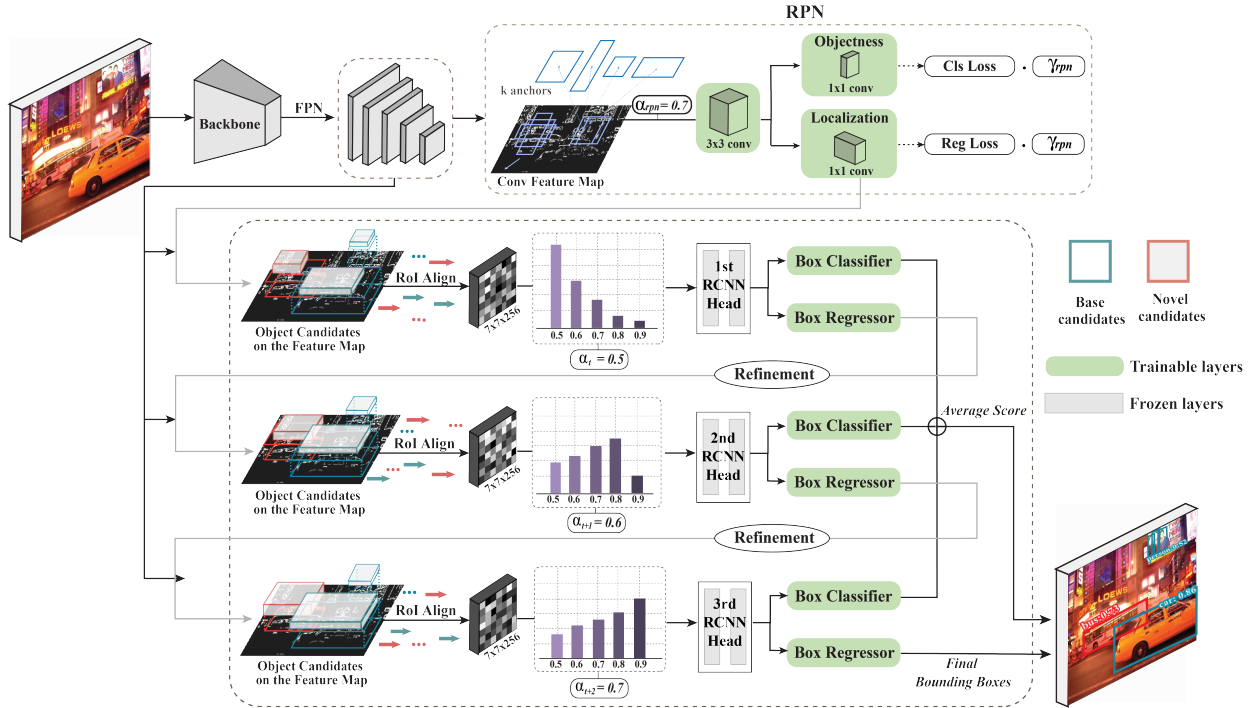 RPN
Objectness
1x1 conv
Cls Loss . γrpn
k anchors
αrpn = 0.7
Backbone
FPN
3x3 conv
Localization
1x1 conv
Reg Loss . γrpn
Conv Feature Map
LOEWS
RoI Align
7x7x256
Object Candidates
on the Feature Map
0.5 0.6 0.7 0.8 0.9
αt = 0.5
1st
RCNN
Head
Box Classifier
Box Regressor
Refinement
Base
candidates
Novel
candidates
Trainable layers
Frozen layers
RoI Align
7x7x256
Object Candidates
on the Feature Map
0.5 0.6 0.7 0.8 0.9
αt+1 = 0.6
2nd
RCNN
Head
Box Classifier
Box Regressor
Average Score
Refinement
RoI Align
7x7x256
Object Candidates
on the Feature Map
0.5 0.6 0.7 0.8 0.9
αt+2 = 0.7
3rd
RCNN
Head
Box Classifier
Box Regressor
Final
Bounding Boxes
LOEWS
car: 0.86